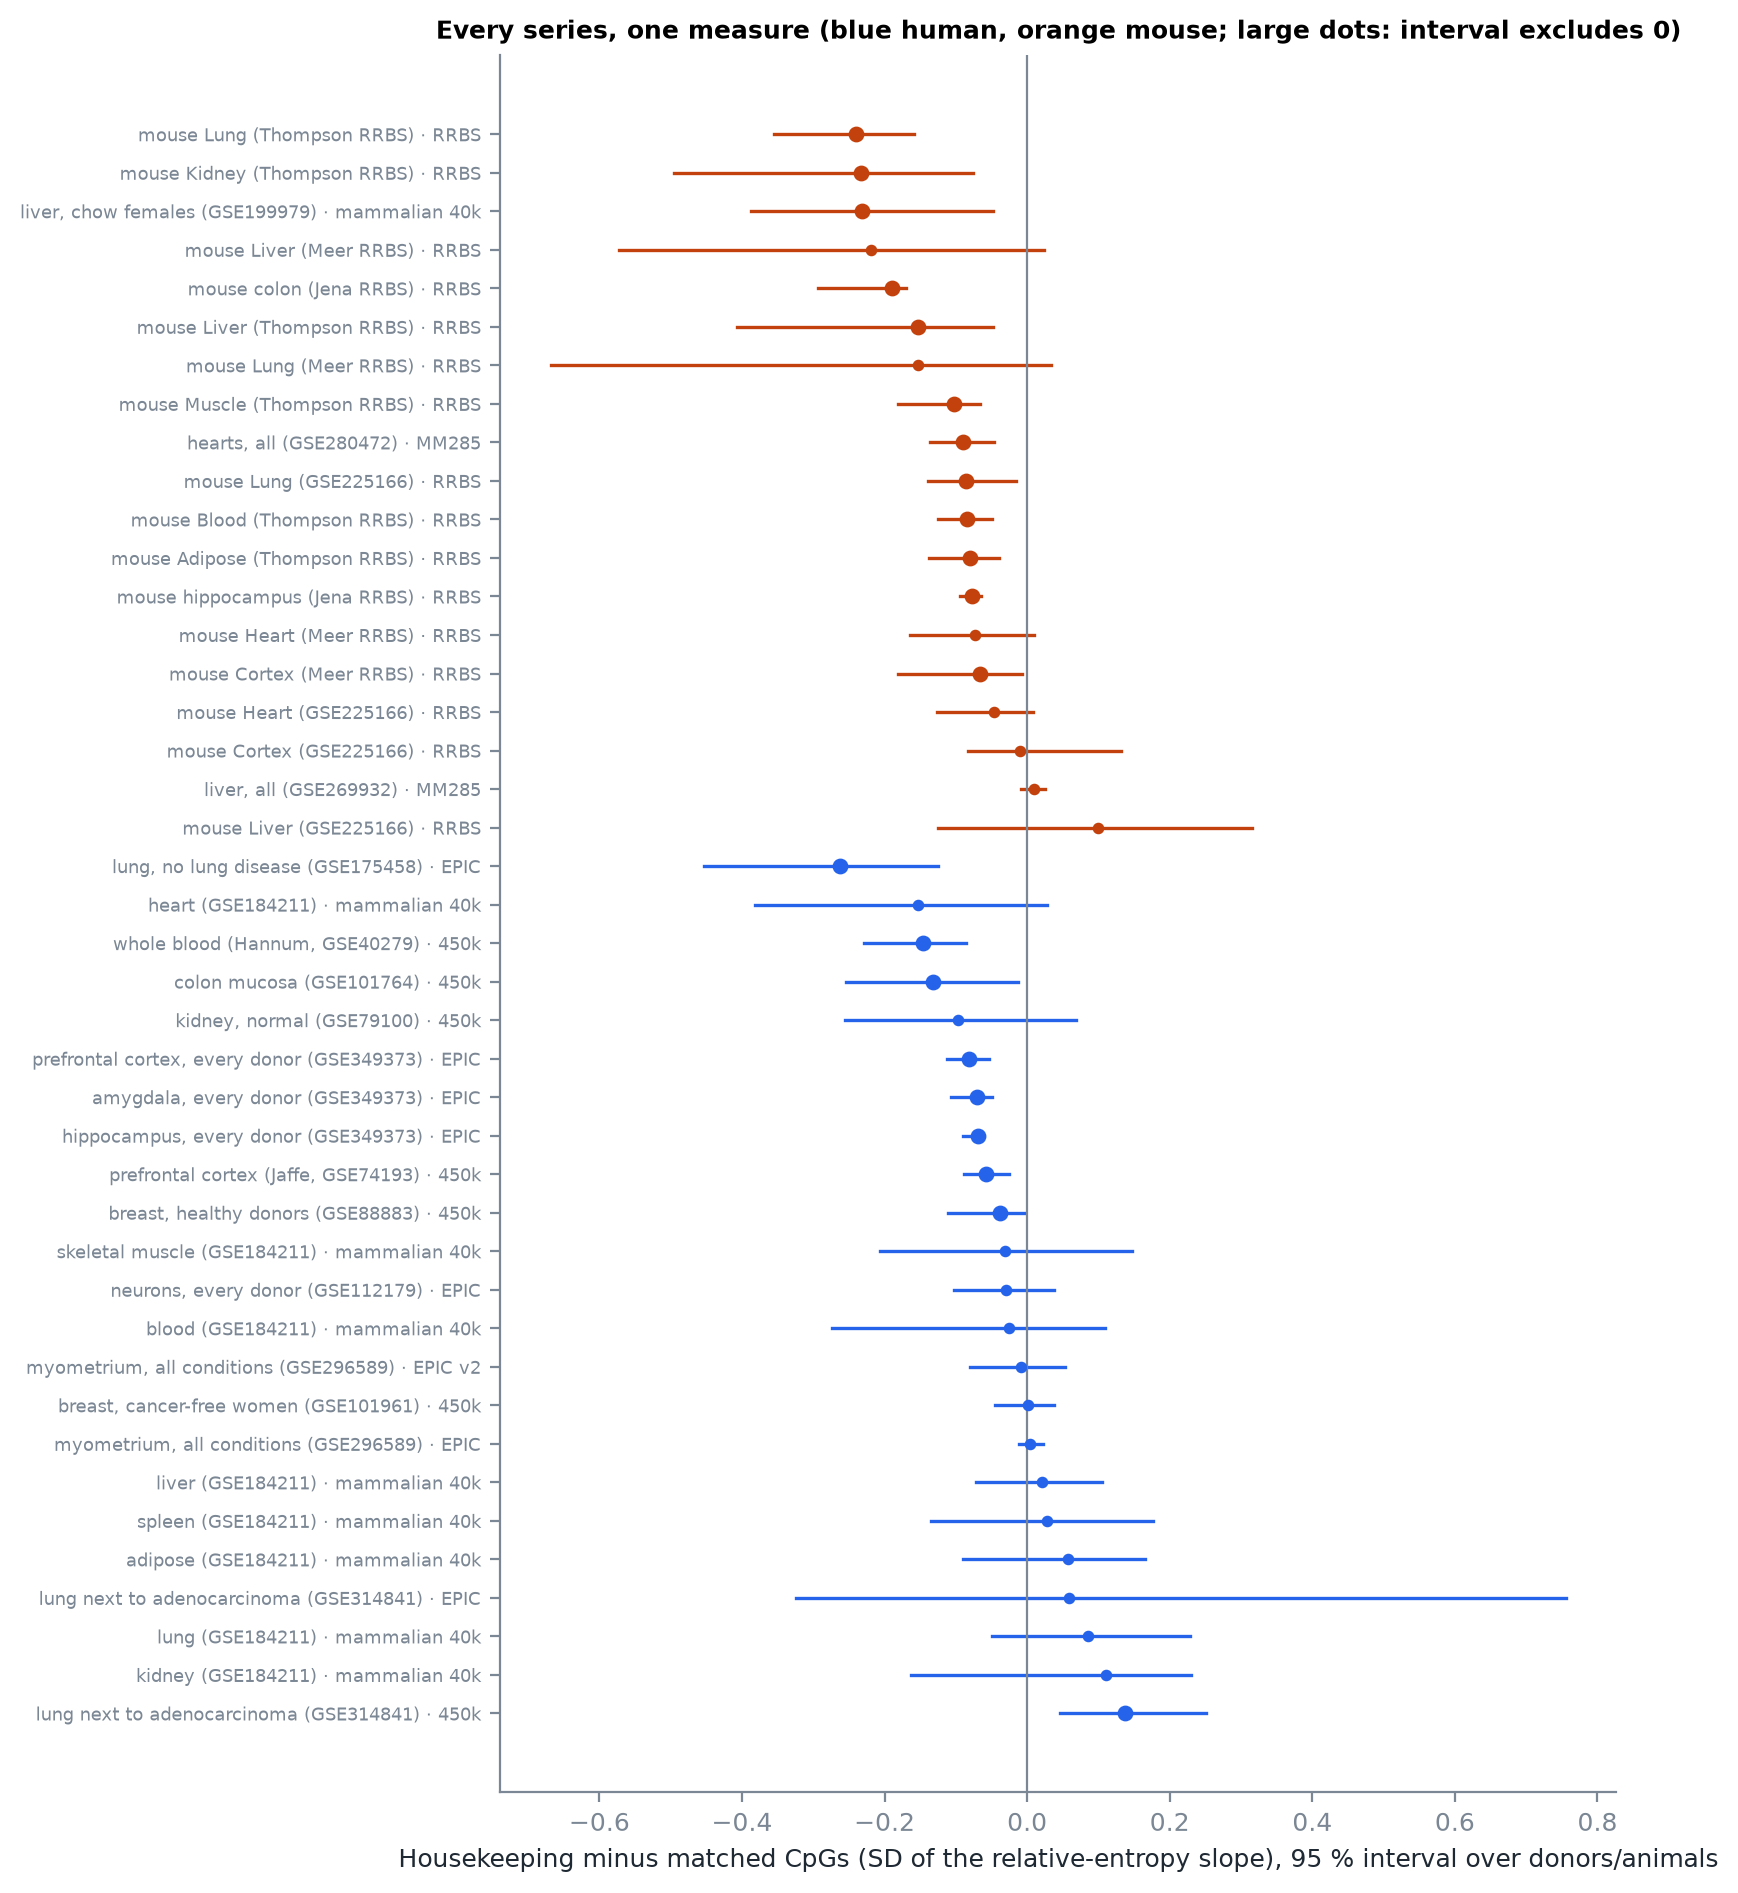 Every series, one measure (blue human, orange mouse; large dots: interval excludes 0)
mouse Lung (Thompson RRBS) · RRBS
mouse Kidney (Thompson RRBS) · RRBS
liver, chow females (GSE199979) · mammalian 40k
mouse Liver (Meer RRBS) · RRBS
mouse colon (Jena RRBS) · RRBS
mouse Liver (Thompson RRBS) · RRBS
mouse Lung (Meer RRBS) · RRBS
mouse Muscle (Thompson RRBS) · RRBS
hearts, all (GSE280472) · MM285
mouse Lung (GSE225166) · RRBS
mouse Blood (Thompson RRBS) · RRBS
mouse Adipose (Thompson RRBS) · RRBS
mouse hippocampus (Jena RRBS) · RRBS
mouse Heart (Meer RRBS) · RRBS
mouse Cortex (Meer RRBS) · RRBS
mouse Heart (GSE225166) · RRBS
mouse Cortex (GSE225166) · RRBS
liver, all (GSE269932) · MM285
mouse Liver (GSE225166) · RRBS
lung, no lung disease (GSE175458) · EPIC
heart (GSE184211) · mammalian 40k
whole blood (Hannum, GSE40279) · 450k
colon mucosa (GSE101764) · 450k
kidney, normal (GSE79100) · 450k
prefrontal cortex, every donor (GSE349373) · EPIC
amygdala, every donor (GSE349373) · EPIC
hippocampus, every donor (GSE349373) · EPIC
prefrontal cortex (Jaffe, GSE74193) · 450k
breast, healthy donors (GSE88883) · 450k
skeletal muscle (GSE184211) · mammalian 40k
neurons, every donor (GSE112179) · EPIC
blood (GSE184211) · mammalian 40k
myometrium, all conditions (GSE296589) · EPIC v2
breast, cancer-free women (GSE101961) · 450k
myometrium, all conditions (GSE296589) · EPIC
liver (GSE184211) · mammalian 40k
spleen (GSE184211) · mammalian 40k
adipose (GSE184211) · mammalian 40k
lung next to adenocarcinoma (GSE314841) · EPIC
lung (GSE184211) · mammalian 40k
kidney (GSE184211) · mammalian 40k
lung next to adenocarcinoma (GSE314841) · 450k
−0.6 −0.4 −0.2 0.0 0.2 0.4 0.6 0.8
Housekeeping minus matched CpGs (SD of the relative-entropy slope), 95 % interval over donors/animals